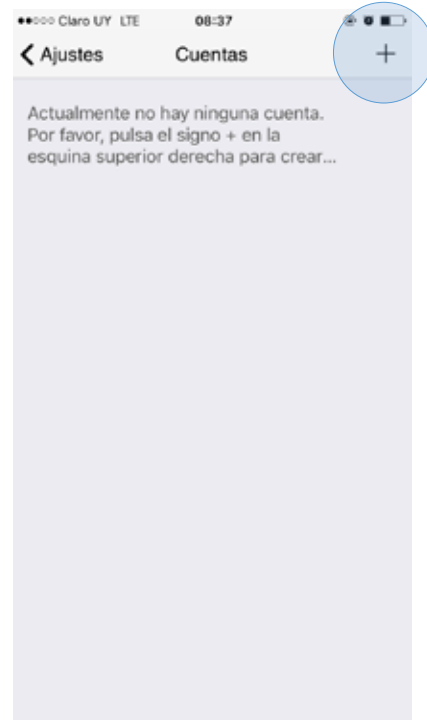 Claro UY LTE 08:37
Ajustes Cuentas +
Actualmente no hay ninguna cuenta.
Por favor, pulsa el signo + en la
esquina superior derecha para crear...